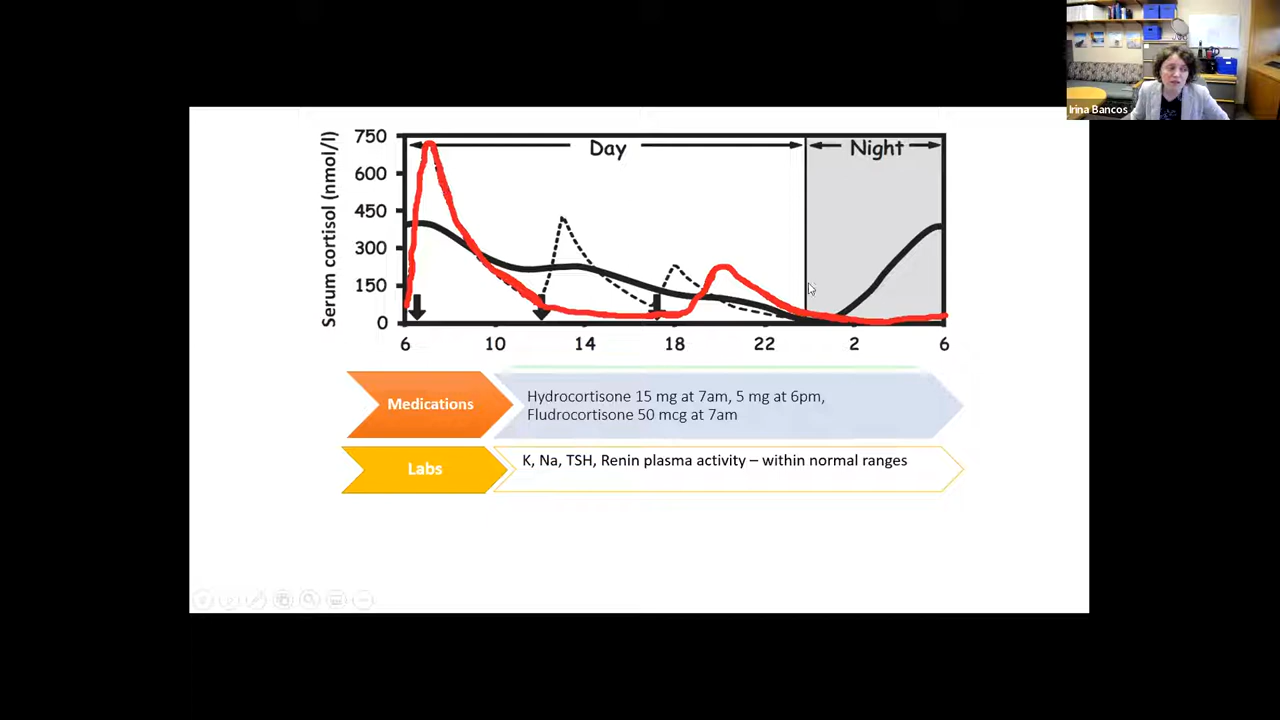 Irina Bancos
Serum cortisol (nmol/l)
750
600
450
300
150
0
Day
Night
6
10
14
18
22
2
6
Medications
Hydrocortisone 15 mg at 7am, 5 mg at 6pm,
Fludrocortisone 50 mcg at 7am
Labs
K, Na, TSH, Renin plasma activity – within normal ranges